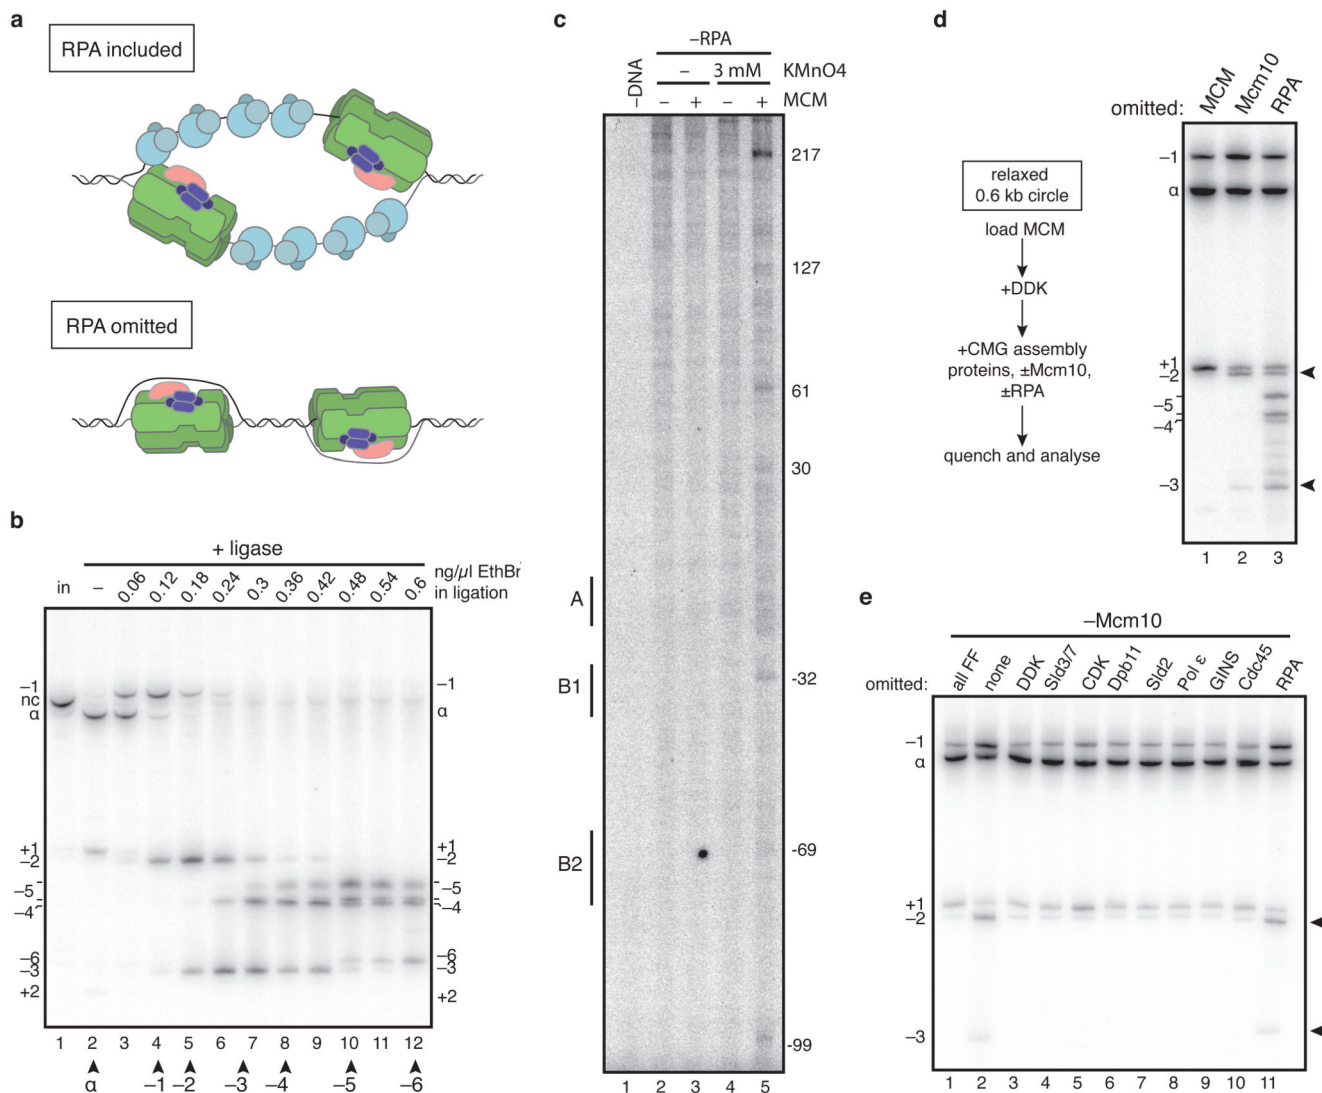 a
RPA included
RPA omitted
b
+ ligase
in
–
0.06
0.12
0.18
0.24
0.3
0.36
0.42
0.48
0.54
0.6
ng/µl EthBr
in ligation
–1
nc
α
+1
–2
–5
–4
–6
–3
+2
–1
α
+1
–2
–5
–4
–6
–3
+2
1 2 3 4 5 6 7 8 9 10 11 12
α –1 –2 –3 –4 –5 –6
c
–RPA
–DNA
– 3 mM KMnO4
– + – + MCM
217
127
61
30
A
B1
-32
B2
-69
-99
1 2 3 4 5
d
relaxed
0.6 kb circle
load MCM
+DDK
+CMG assembly
proteins, ±Mcm10,
±RPA
quench and analyse
omitted:
MCM
Mcm10
RPA
–1
α
+1
–2
–5
–4
–3
1 2 3
e
–Mcm10
omitted:
all FF
none
DDK
Sld3/7
CDK
Dpb11
Sld2
Pol ε
GINS
Cdc45
RPA
–1
α
+1
–2
–3
1 2 3 4 5 6 7 8 9 10 11